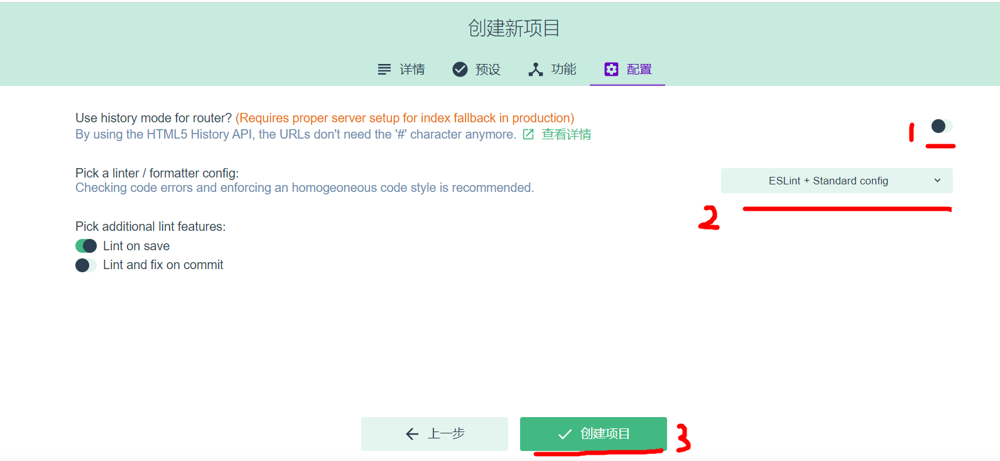 创建新项目
详情 预设 功能 配置
Use history mode for router? (Requires proper server setup for index fallback in production)
By using the HTML5 History API, the URLs don't need the '#' character anymore. 查看详情
1
Pick a linter / formatter config:
Checking code errors and enforcing an homogeoneous code style is recommended.
ESLint + Standard config
2
Pick additional lint features:
Lint on save
Lint and fix on commit
上一步
创建项目
3